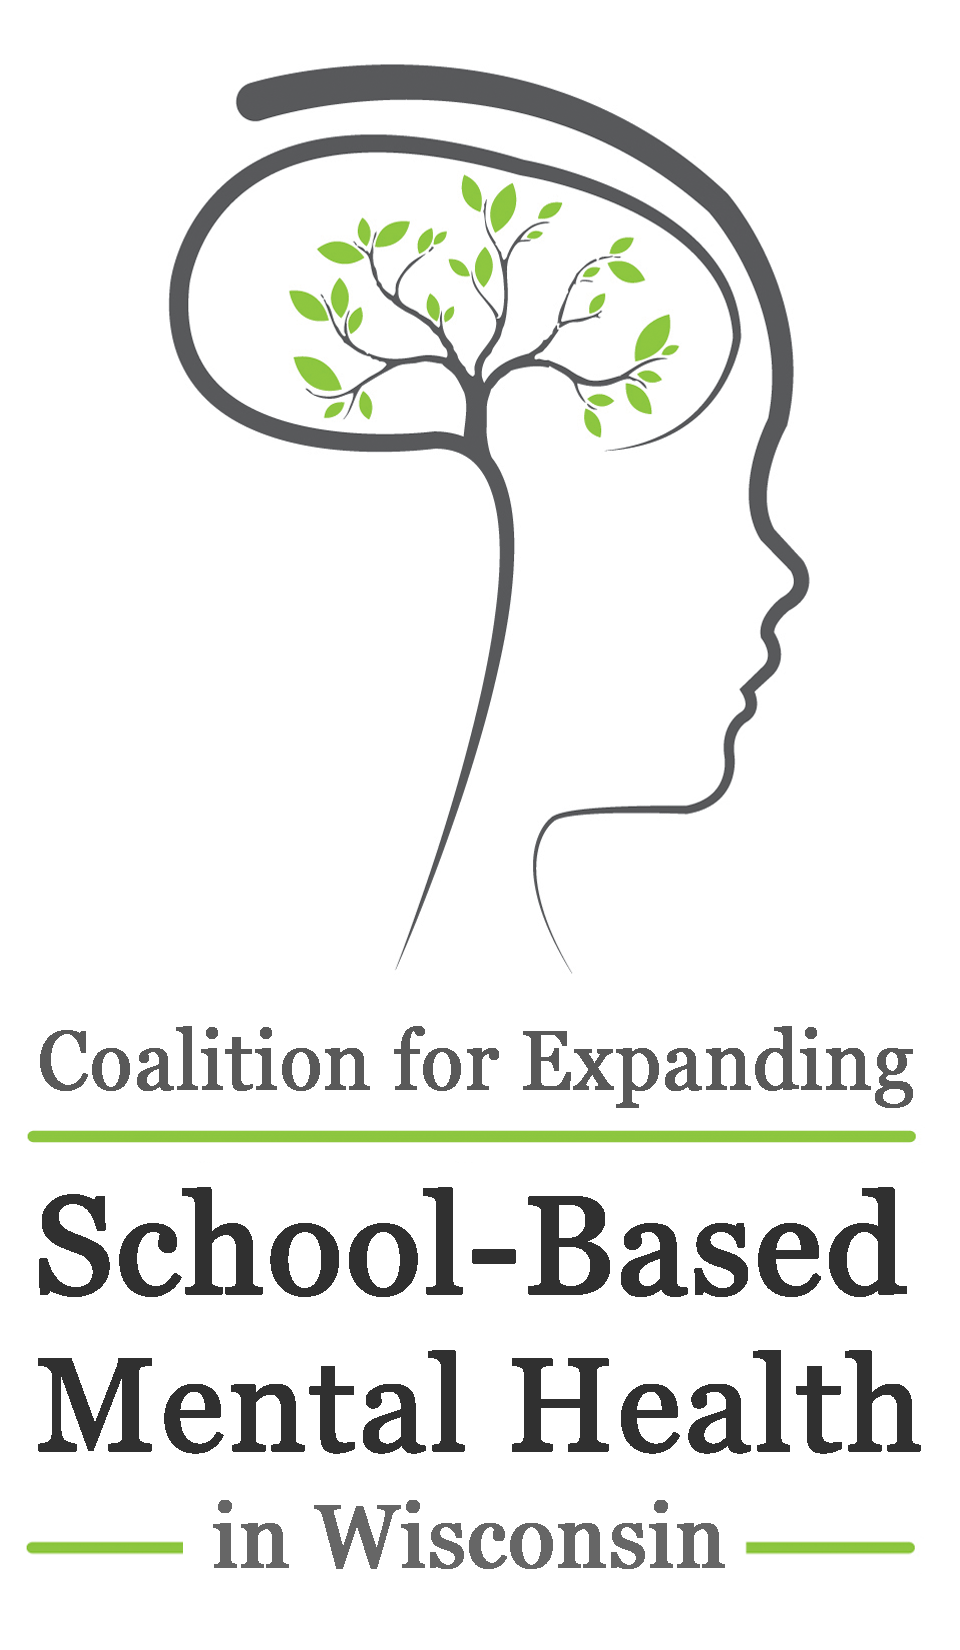 Coalition for Expanding
School-Based
Mental Health
in Wisconsin